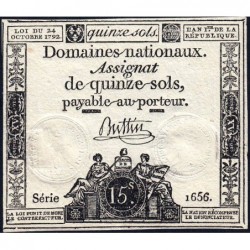 LOI DU 24 OCTOBRE 1792.
quinze-sols.
L'AN 1er. DE LA RÉPUBLIQUE.
Domaines nationaux.
Assignat
de quinze-sols,
payable-au-porteur.
Buttin
Série
15s
1656.
LA LOI PUNIT DE MORT LE CONTREFACTEUR.
LA NATION RÉCOMPENSE LE DÉNONCIATEUR.